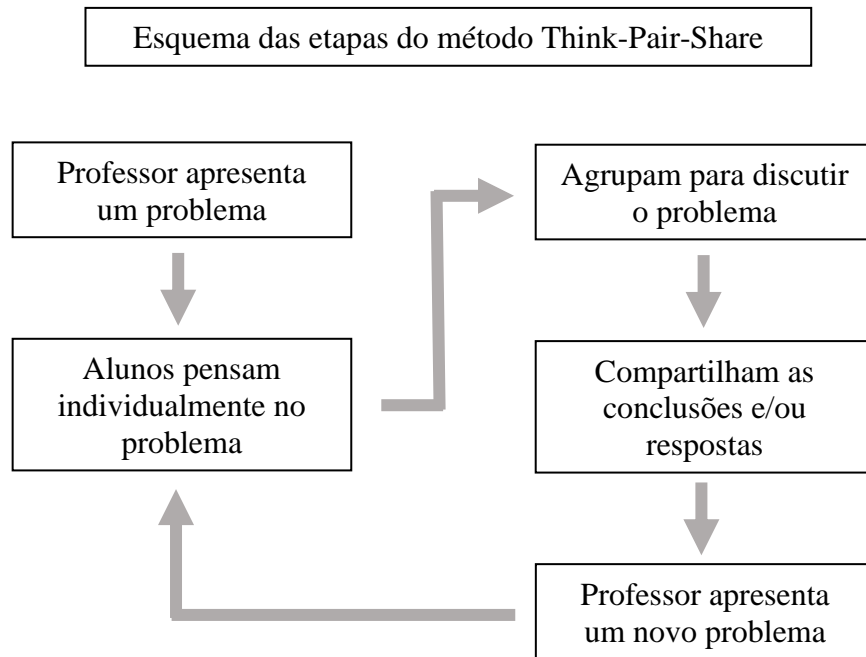 Esquema das etapas do método Think-Pair-Share
Professor apresenta
um problema
Alunos pensam
individualmente no
problema
Agrupam para discutir
o problema
Compartilham as
conclusões e/ou
respostas
Professor apresenta
um novo problema